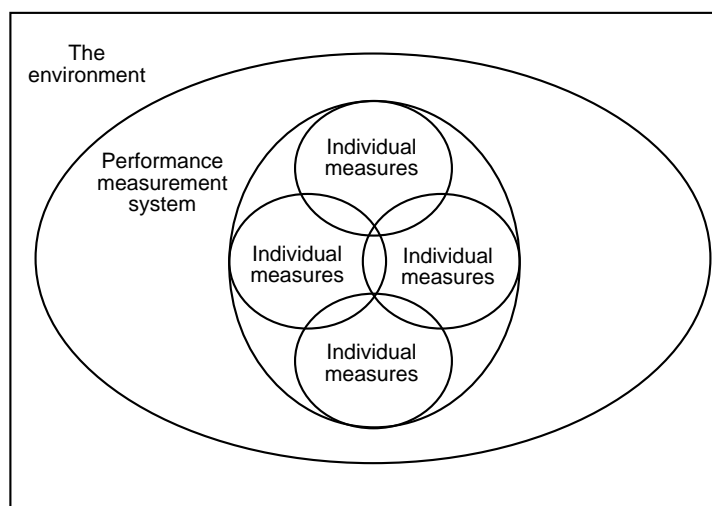 The
environment
Performance
measurement
system
Individual
measures
Individual
measures
Individual
measures
Individual
measures